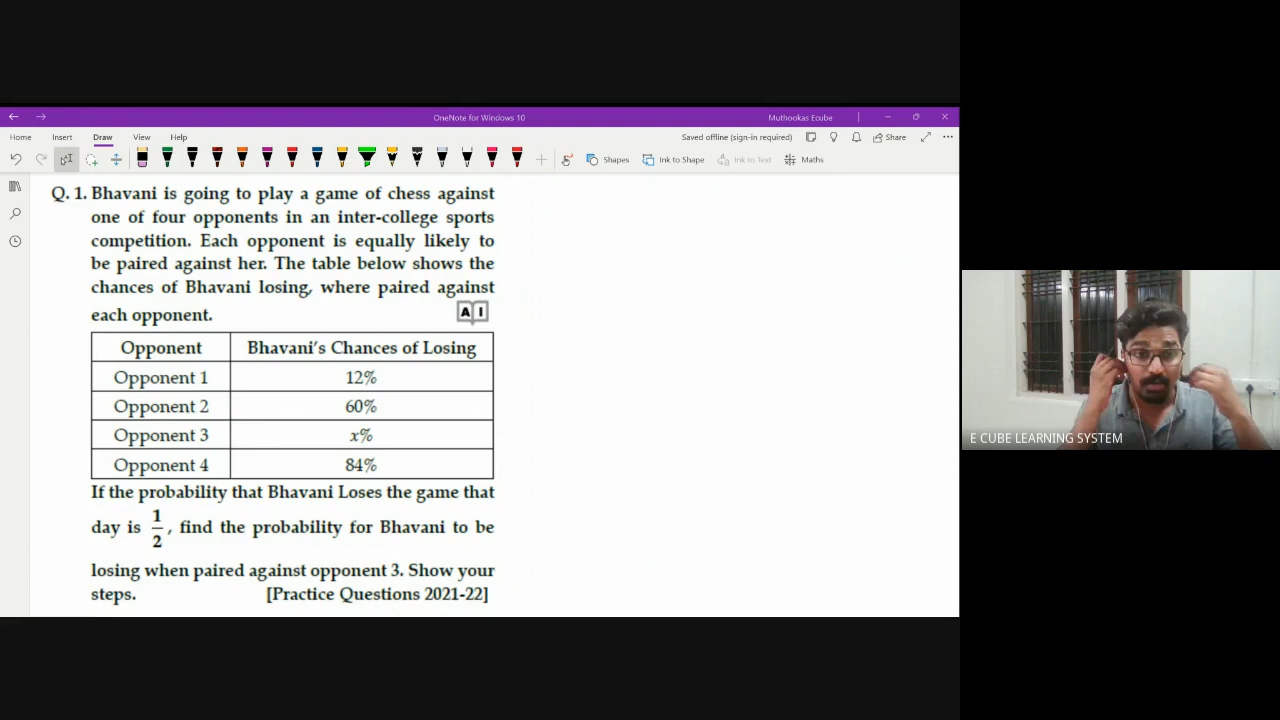 OneNote for Windows 10
Muthookas Ecube
Home Insert Draw View Help
Saved offline (sign-in required)
Share
Shapes
Ink to Shape
Ink to Text
Maths
Q. 1. Bhavani is going to play a game of chess against
one of four opponents in an inter-college sports
competition. Each opponent is equally likely to
be paired against her. The table below shows the
chances of Bhavani losing, where paired against
each opponent. A I
Opponent Bhavani's Chances of Losing
Opponent 1 12%
Opponent 2 60%
Opponent 3 x%
Opponent 4 84%
If the probability that Bhavani Loses the game that
day is 1/2, find the probability for Bhavani to be
losing when paired against opponent 3. Show your
steps. [Practice Questions 2021-22]
E CUBE LEARNING SYSTEM